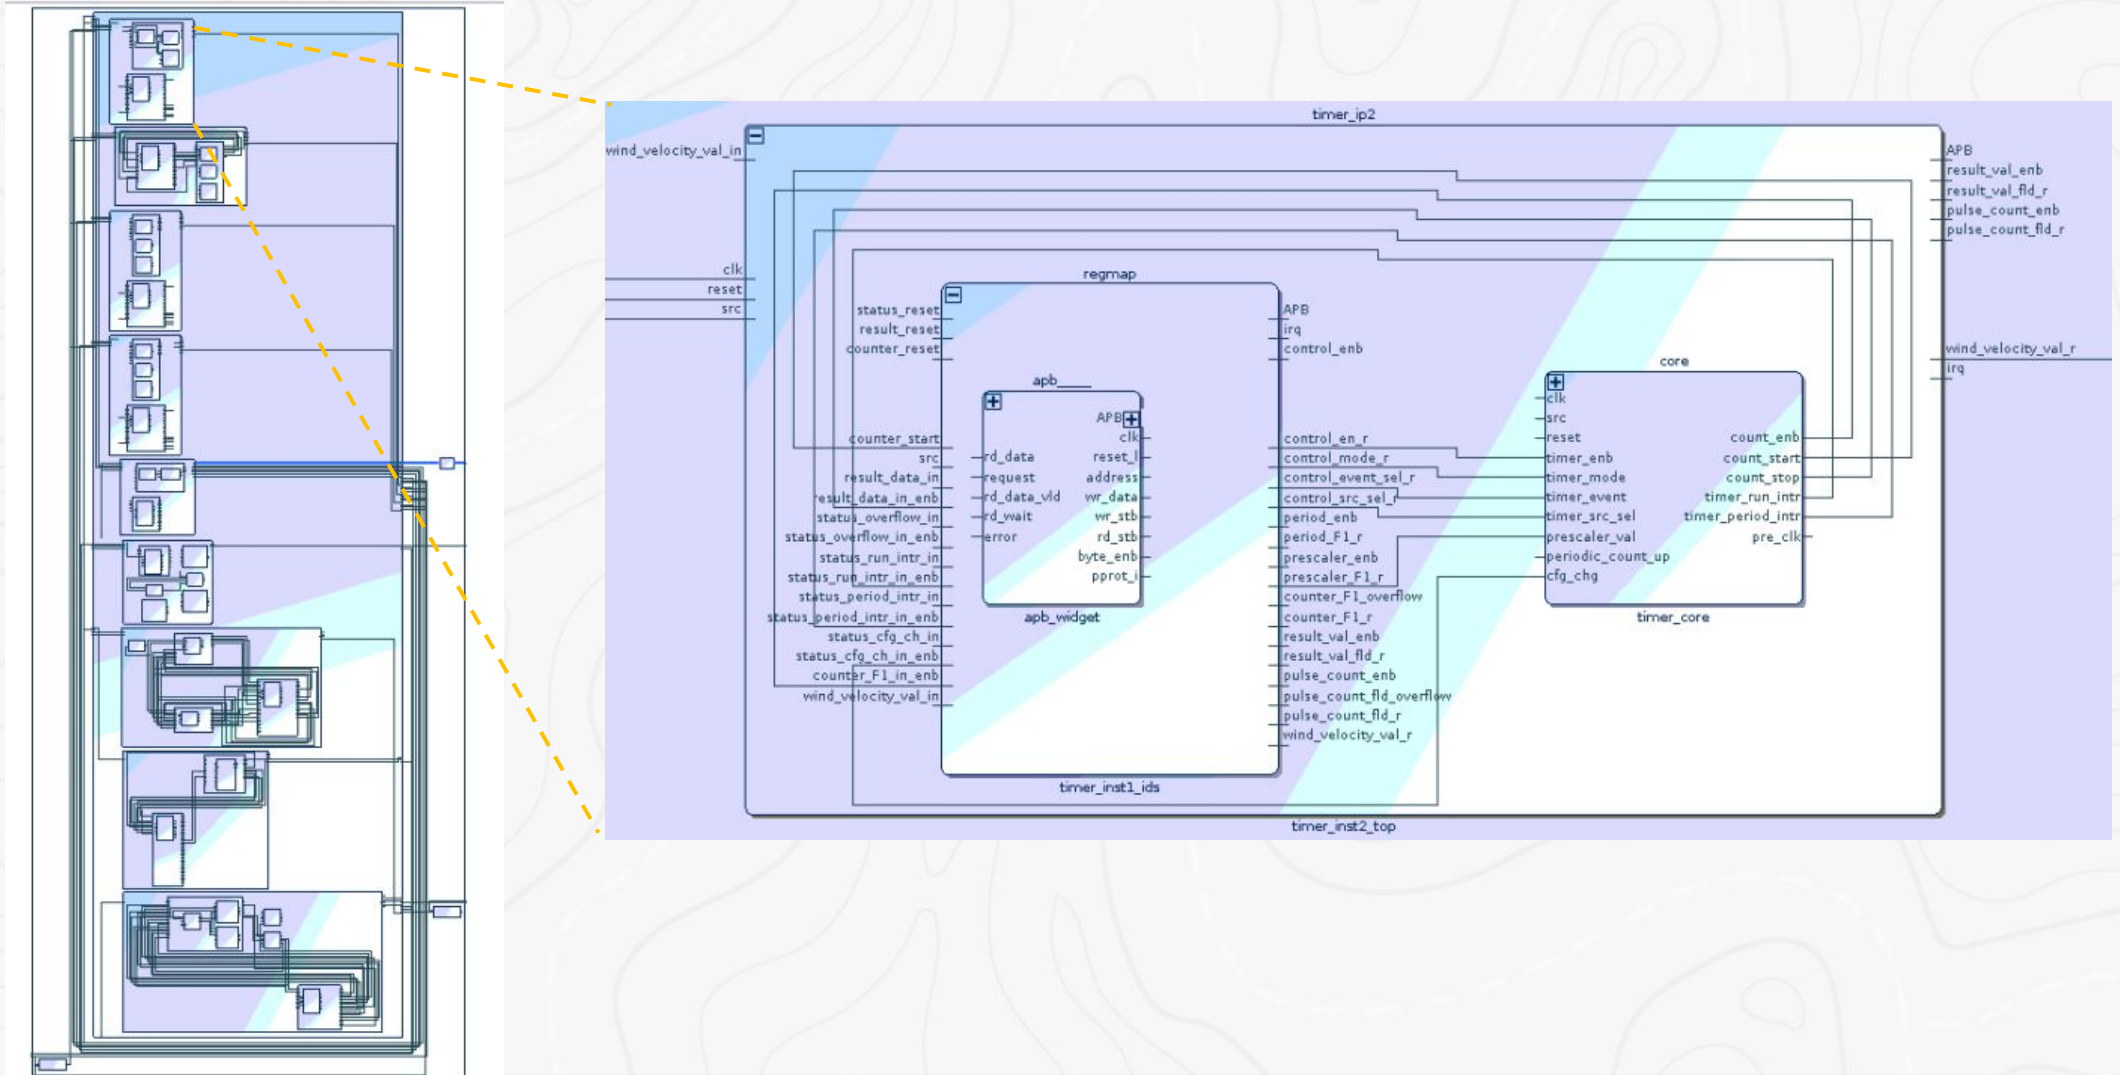 timer_ip2
wind_velocity_val_in
clk
reset
src
APB
result_val_enb
result_val_fld_r
pulse_count_enb
pulse_count_fld_r
wind_velocity_val_r
irq
regmap
status_reset
result_reset
counter_reset
counter_start
src
result_data_in
result_data_in_enb
status_overflow_in
status_overflow_in_enb
status_run_intr_in
status_run_intr_in_enb
status_period_intr_in
status_period_intr_in_enb
status_cfg_ch_in
status_cfg_ch_in_enb
counter_F1_in_enb
wind_velocity_val_in
apb____
rd_data
request
rd_data_vld
rd_wait
error
APB
clk
reset_l
address
wr_data
wr_stb
rd_stb
byte_enb
pprot_i
apb_widget
APB
irq
control_enb
control_en_r
control_mode_r
control_event_sel_r
control_src_sel_r
period_enb
period_F1_r
prescaler_enb
prescaler_F1_r
counter_F1_overflow
counter_F1_r
result_val_enb
result_val_fld_r
pulse_count_enb
pulse_count_fld_overflow
pulse_count_fld_r
wind_velocity_val_r
timer_inst1_ids
core
clk
src
reset
timer_enb
timer_mode
timer_event
timer_src_sel
prescaler_val
periodic_count_up
cfg_chg
count_enb
count_start
count_stop
timer_run_intr
timer_period_intr
pre_clk
timer_core
timer_inst2_top